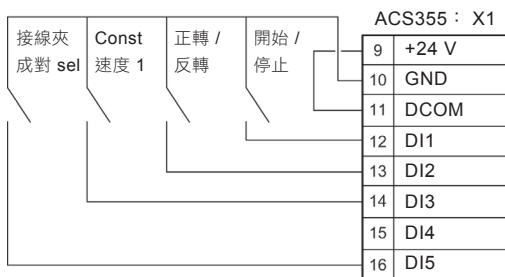 ACS355： X1
接線夾 Const 正轉 / 開始 /
成對 sel 速度 1 反轉 停止
9 +24 V
10 GND
11 DCOM
12 DI1
13 DI2
14 DI3
15 DI4
16 DI5